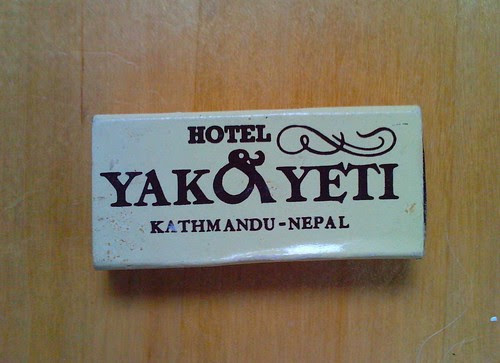 HOTEL
YAK & YETI
KATHMANDU-NEPAL